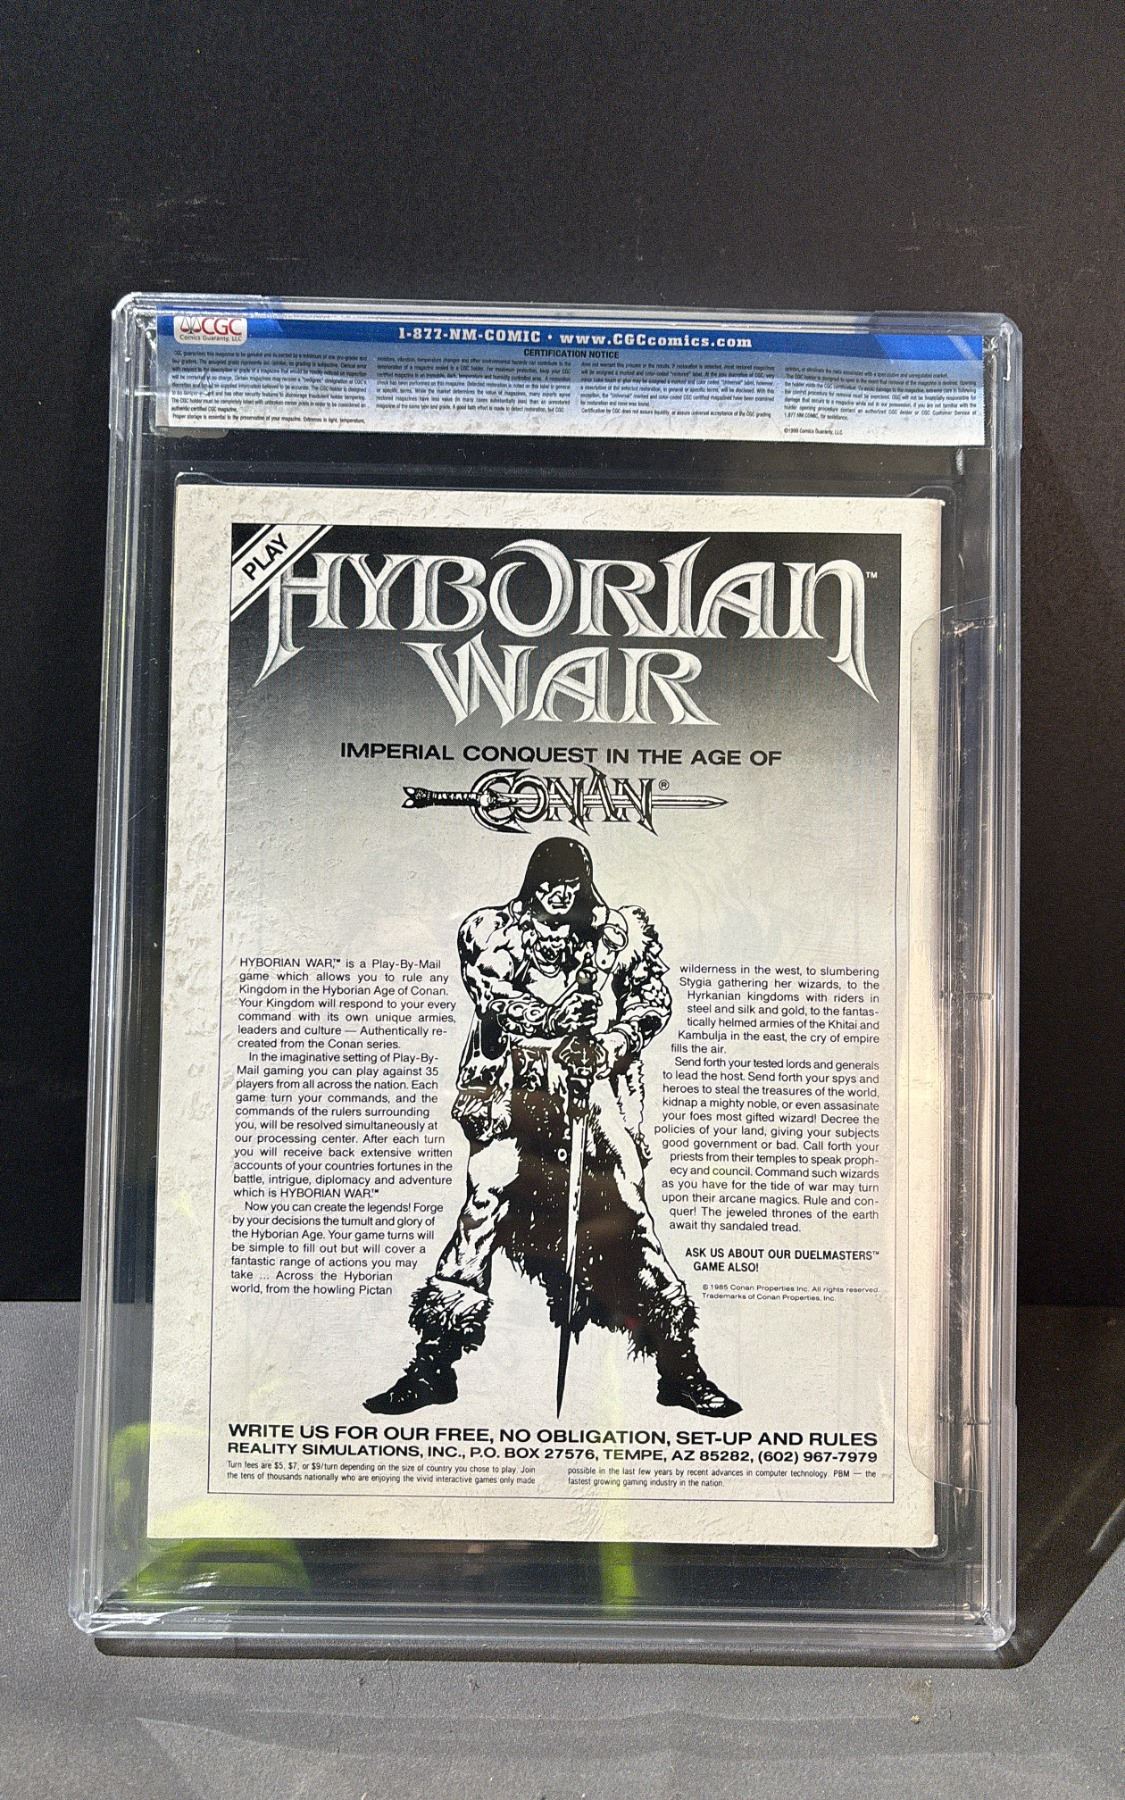 CGC
Comics Guaranty, LLC
1-877-NM-COMIC • www.CGCcomics.com
CERTIFICATION NOTICE
©1999 Comics Guaranty, LLC
PLAY
HYBORIAN™
WAR
IMPERIAL CONQUEST IN THE AGE OF
CONAN®
HYBORIAN WAR,™ is a Play-By-Mail
game which allows you to rule any
Kingdom in the Hyborian Age of Conan.
Your Kingdom will respond to your every
command with its own unique armies,
leaders and culture — Authentically re-
created from the Conan series.
In the imaginative setting of Play-By-
Mail gaming you can play against 35
players from all across the nation. Each
game turn your commands, and the
commands of the rulers surrounding
you, will be resolved simultaneously at
our processing center. After each turn
you will receive back extensive written
accounts of your countries fortunes in the
battle, intrigue, diplomacy and adventure
which is HYBORIAN WAR.™
Now you can create the legends! Forge
by your decisions the tumult and glory of
the Hyborian Age. Your game turns will
be simple to fill out but will cover a
fantastic range of actions you may
take ... Across the Hyborian
world, from the howling Pictan
wilderness in the west, to slumbering
Stygia gathering her wizards, to the
Hyrkanian kingdoms with riders in
steel and silk and gold, to the fantas-
tically helmed armies of the Khitai and
Kambulja in the east, the cry of empire
fills the air.
Send forth your tested lords and generals
to lead the host. Send forth your spys and
heroes to steal the treasures of the world,
kidnap a mighty noble, or even assasinate
your foes most gifted wizard! Decree the
policies of your land, giving your subjects
good government or bad. Call forth your
priests from their temples to speak proph-
ecy and council. Command such wizards
as you have for the tide of war may turn
upon their arcane magics. Rule and con-
quer! The jeweled thrones of the earth
await thy sandaled tread.
ASK US ABOUT OUR DUELMASTERS™
GAME ALSO!
© 1985 Conan Properties Inc. All rights reserved.
Trademarks of Conan Properties, Inc.
WRITE US FOR OUR FREE, NO OBLIGATION, SET-UP AND RULES
REALITY SIMULATIONS, INC., P.O. BOX 27576, TEMPE, AZ 85282, (602) 967-7979
Turn fees are $5, $7, or $9/turn depending on the size of country you chose to play. Join
the tens of thousands nationally who are enjoying the vivid interactive games only made
possible in the last few years by recent advances in computer technology. PBM — the
fastest growing gaming industry in the nation.